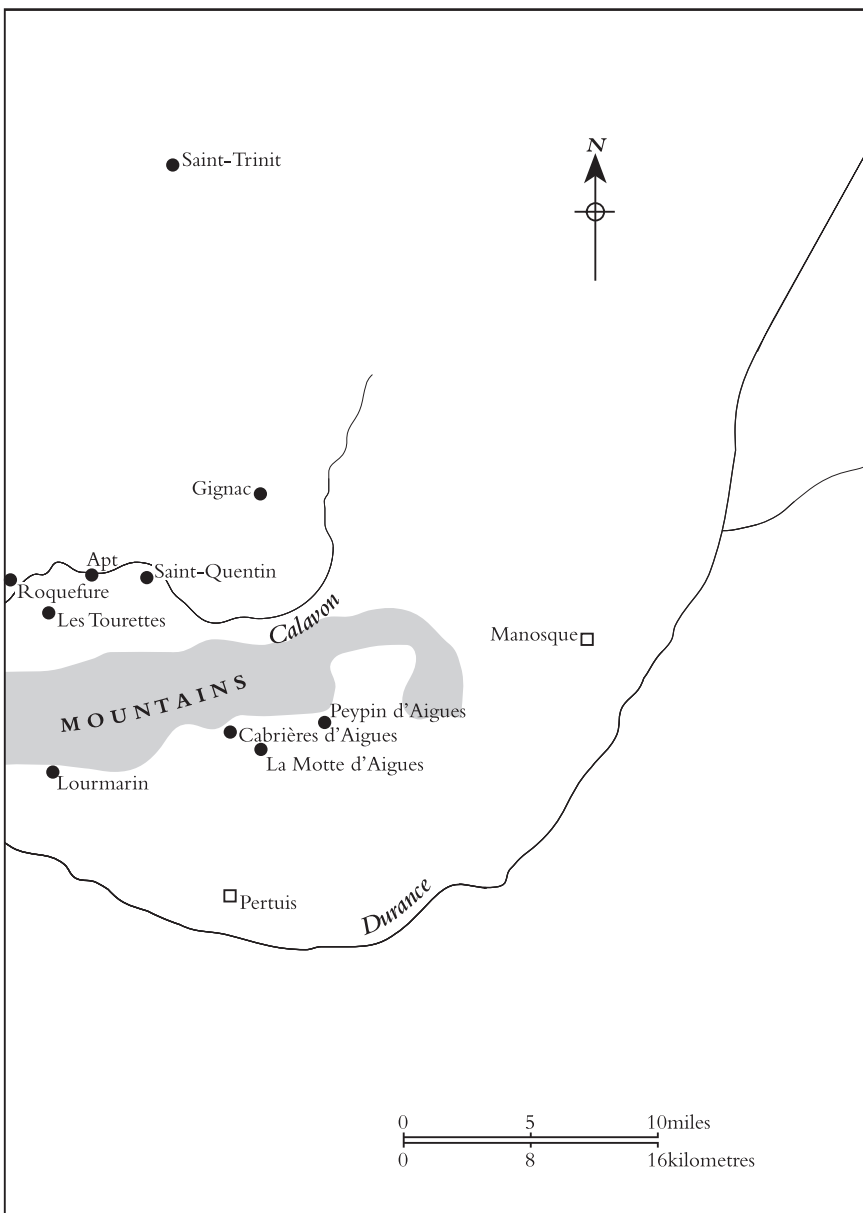 N
Saint-Trinit
Gignac
Apt
Saint-Quentin
Roquefure
Les Tourettes
Calavon
Manosque
MOUNTAINS
Peypin d’Aigues
Cabrières d’Aigues
La Motte d’Aigues
Lourmarin
Durance
Pertuis
0 5 10miles
0 8 16kilometres